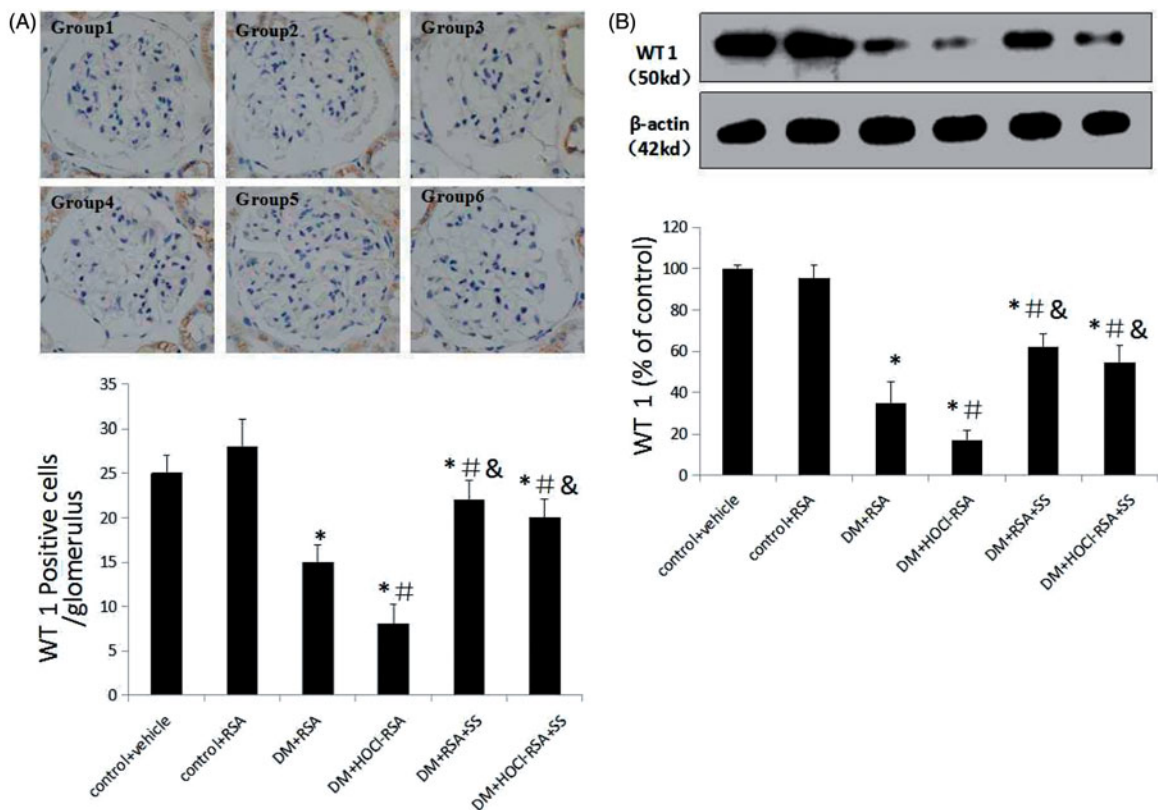 (A)
Group1
Group2
Group3
Group4
Group5
Group6
35
30
25
20
15
10
5
0
WT 1 Positive cells
/glomerulus
*
* #
* # &
* # &
control+vehicle
control+RSA
DM+RSA
DM+HOCl-RSA
DM+RSA+SS
DM+HOCl-RSA+SS
(B)
WT 1
(50kd)
β-actin
(42kd)
120
100
80
60
40
20
0
WT 1 (% of control)
*
* #
* # &
* # &
control+vehicle
control+RSA
DM+RSA
DM+HOCl-RSA
DM+RSA+SS
DM+HOCl-RSA+SS